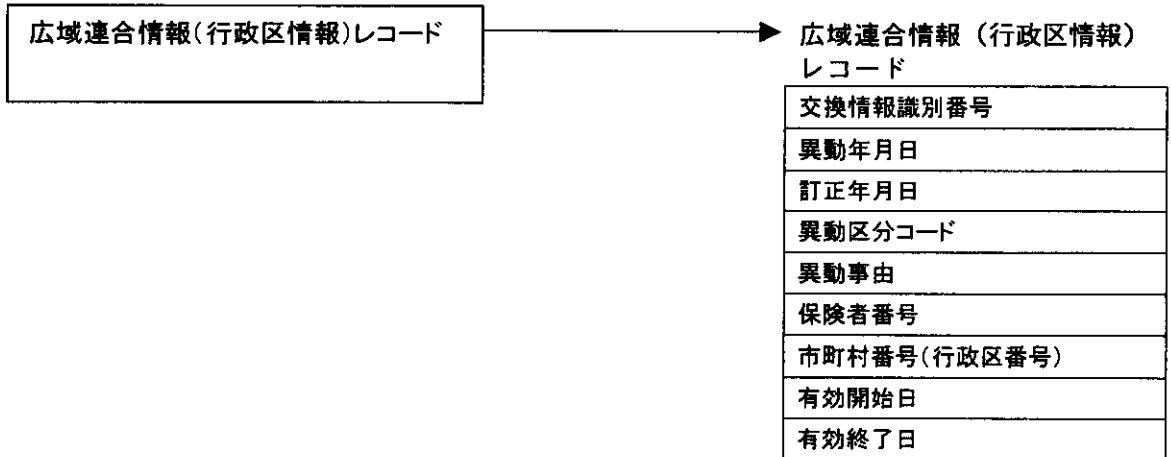 広域連合情報(行政区情報)レコード
広域連合情報（行政区情報）
レコード
交換情報識別番号
異動年月日
訂正年月日
異動区分コード
異動事由
保険者番号
市町村番号(行政区番号)
有効開始日
有効終了日